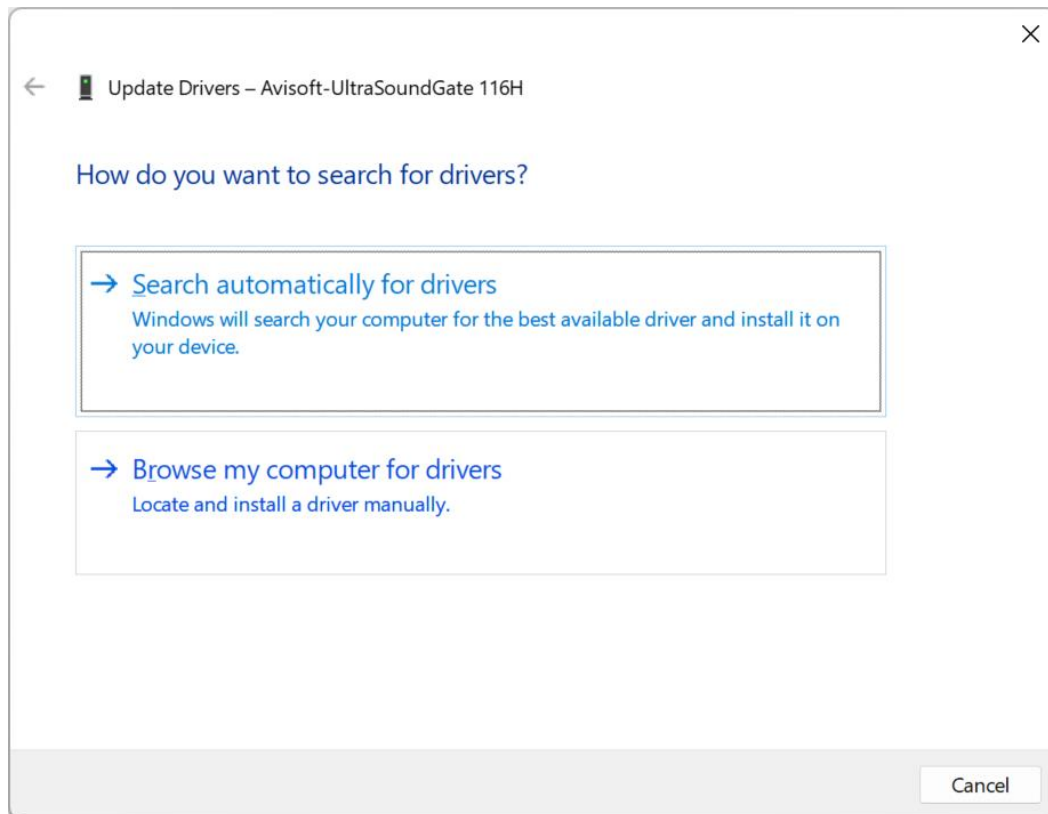 Update Drivers – Avisoft-UltraSoundGate 116H
How do you want to search for drivers?
Search automatically for drivers
Windows will search your computer for the best available driver and install it on
your device.
Browse my computer for drivers
Locate and install a driver manually.
Cancel